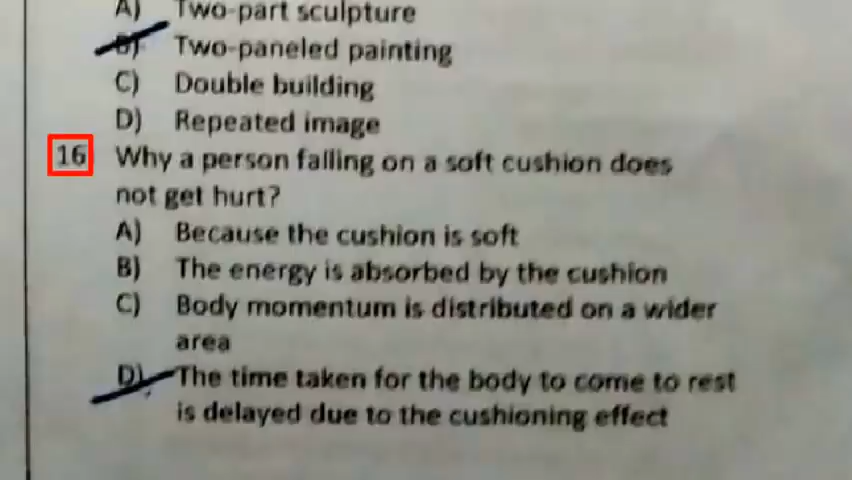 A) Two-part sculpture
B) Two-paneled painting
C) Double building
D) Repeated image
16 Why a person falling on a soft cushion does
not get hurt?
A) Because the cushion is soft
B) The energy is absorbed by the cushion
C) Body momentum is distributed on a wider
area
D) The time taken for the body to come to rest
is delayed due to the cushioning effect